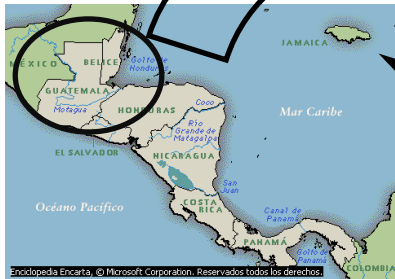 JAMAICA
MÉXICO
BELICE
Golfo de
Honduras
GUATEMALA
Motagua
HONDURAS
Coco
Mar Caribe
Río
Grande de
Matagalpa
EL SALVADOR
NICARAGUA
San
Juan
Océano Pacífico
COSTA
RICA
Canal de
Panamá
PANAMÁ
Golfo de
Panamá
COLOMBIA
Enciclopedia Encarta, © Microsoft Corporation. Reservados todos los derechos.